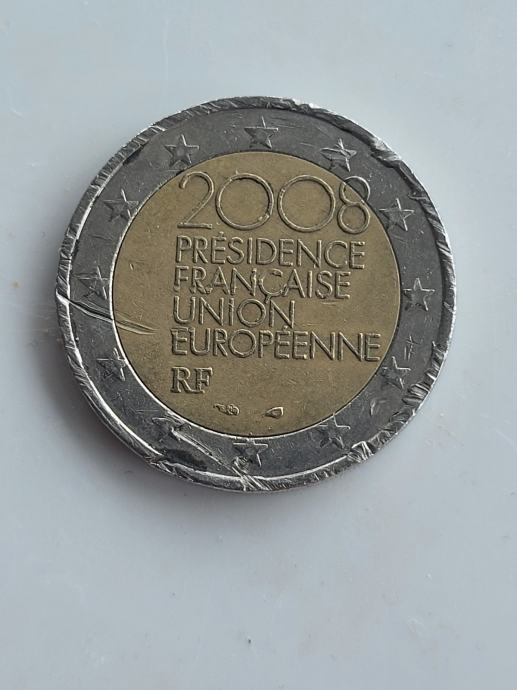 2008
PRÉSIDENCE
FRANÇAISE
UNION
EUROPÉENNE
RF